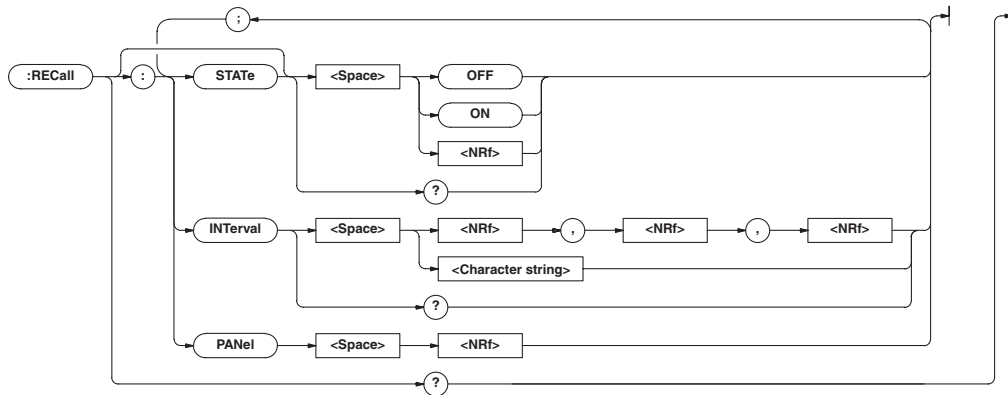 ;
:RECall : STATe <Space> OFF
ON
<NRf>
?
INTerval <Space> <NRf> , <NRf> , <NRf>
<Character string>
?
PANel <Space> <NRf>
?